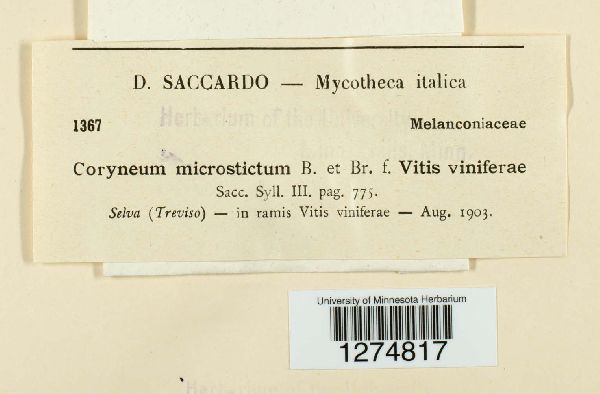 D. SACCARDO — Mycotheca italica
1367 Melanconiaceae
Coryneum microstictum B. et Br. f. Vitis viniferae
Sacc. Syll. III. pag. 775.
Selva (Treviso) — in ramis Vitis viniferae — Aug. 1903.
University of Minnesota Herbarium
1274817